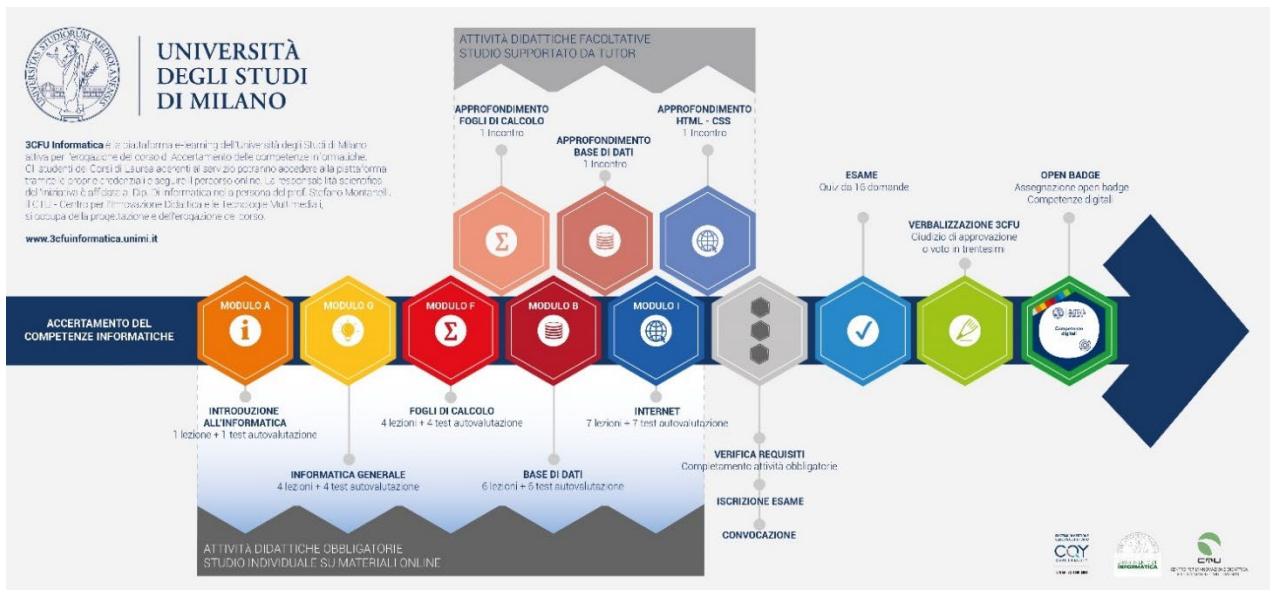 UNIVERSITÀ
DEGLI STUDI
DI MILANO
3CFU Informatica è la piattaforma e-learning dell'Università degli Studi di Milano
attiva per l'erogazione del corso di Accertamento delle competenze informatiche.
Gli studenti dei Corsi di Laurea aderenti al servizio potranno accedere alla piattaforma
tramite le proprie credenziali e seguire il percorso online. La responsabilità scientifica
dell'iniziativa è affidata al Dip. Di Informatica nella persona del prof. Stefano Montanelli.
Il CTU - Centro per l'Innovazione Didattica e le Tecnologie Multimediali,
si occupa della progettazione e dell'erogazione del corso.
www.3cfuinformatica.unimi.it
ATTIVITÀ DIDATTICHE FACOLTATIVE
STUDIO SUPPORTATO DA TUTOR
APPROFONDIMENTO
FOGLI DI CALCOLO
1 Incontro
APPROFONDIMENTO
BASE DI DATI
1 Incontro
APPROFONDIMENTO
HTML - CSS
1 Incontro
ESAME
Quiz da 16 domande
VERBALIZZAZIONE 3CFU
Giudizio di approvazione
o voto in trentesimi
OPEN BADGE
Assegnazione open badge
Competenze digitali
ACCERTAMENTO DEL
COMPETENZE INFORMATICHE
MODULO A
MODULO G
MODULO F
MODULO B
MODULO I
Competenze
digitali
INTRODUZIONE
ALL'INFORMATICA
1 lezione + 1 test autovalutazione
INFORMATICA GENERALE
4 lezioni + 4 test autovalutazione
FOGLI DI CALCOLO
4 lezioni + 4 test autovalutazione
BASE DI DATI
6 lezioni + 6 test autovalutazione
INTERNET
7 lezioni + 7 test autovalutazione
VERIFICA REQUISITI
Completamento attività obbligatorie
ISCRIZIONE ESAME
CONVOCAZIONE
ATTIVITÀ DIDATTICHE OBBLIGATORIE
STUDIO INDIVIDUALE SU MATERIALI ONLINE
CQY
INFORMATICA
CTU